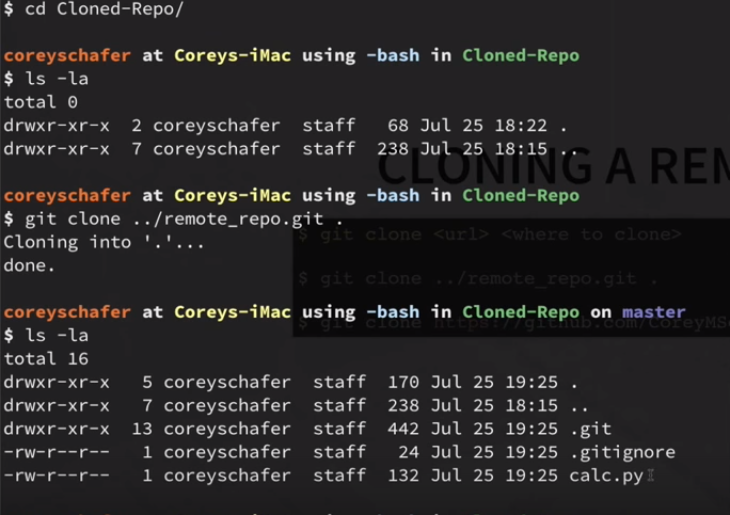 $ cd Cloned-Repo/
coreyschafer at Coreys-iMac using -bash in Cloned-Repo
$ ls -la
total 0
drwxr-xr-x 2 coreyschafer staff 68 Jul 25 18:22 .
drwxr-xr-x 7 coreyschafer staff 238 Jul 25 18:15 ..
CLONING A REM
coreyschafer at Coreys-iMac using -bash in Cloned-Repo
$ git clone ../remote_repo.git .
$ git clone <url> <where to clone>
Cloning into '.'...
done.
$ git clone ../remote_repo.git .
coreyschafer at Coreys-iMac using -bash in Cloned-Repo on master
$ git clone https://github.com/CoreyMS
$ ls -la
total 16
drwxr-xr-x 5 coreyschafer staff 170 Jul 25 19:25 .
drwxr-xr-x 7 coreyschafer staff 238 Jul 25 18:15 ..
drwxr-xr-x 13 coreyschafer staff 442 Jul 25 19:25 .git
-rw-r--r-- 1 coreyschafer staff 24 Jul 25 19:25 .gitignore
-rw-r--r-- 1 coreyschafer staff 132 Jul 25 19:25 calc.py